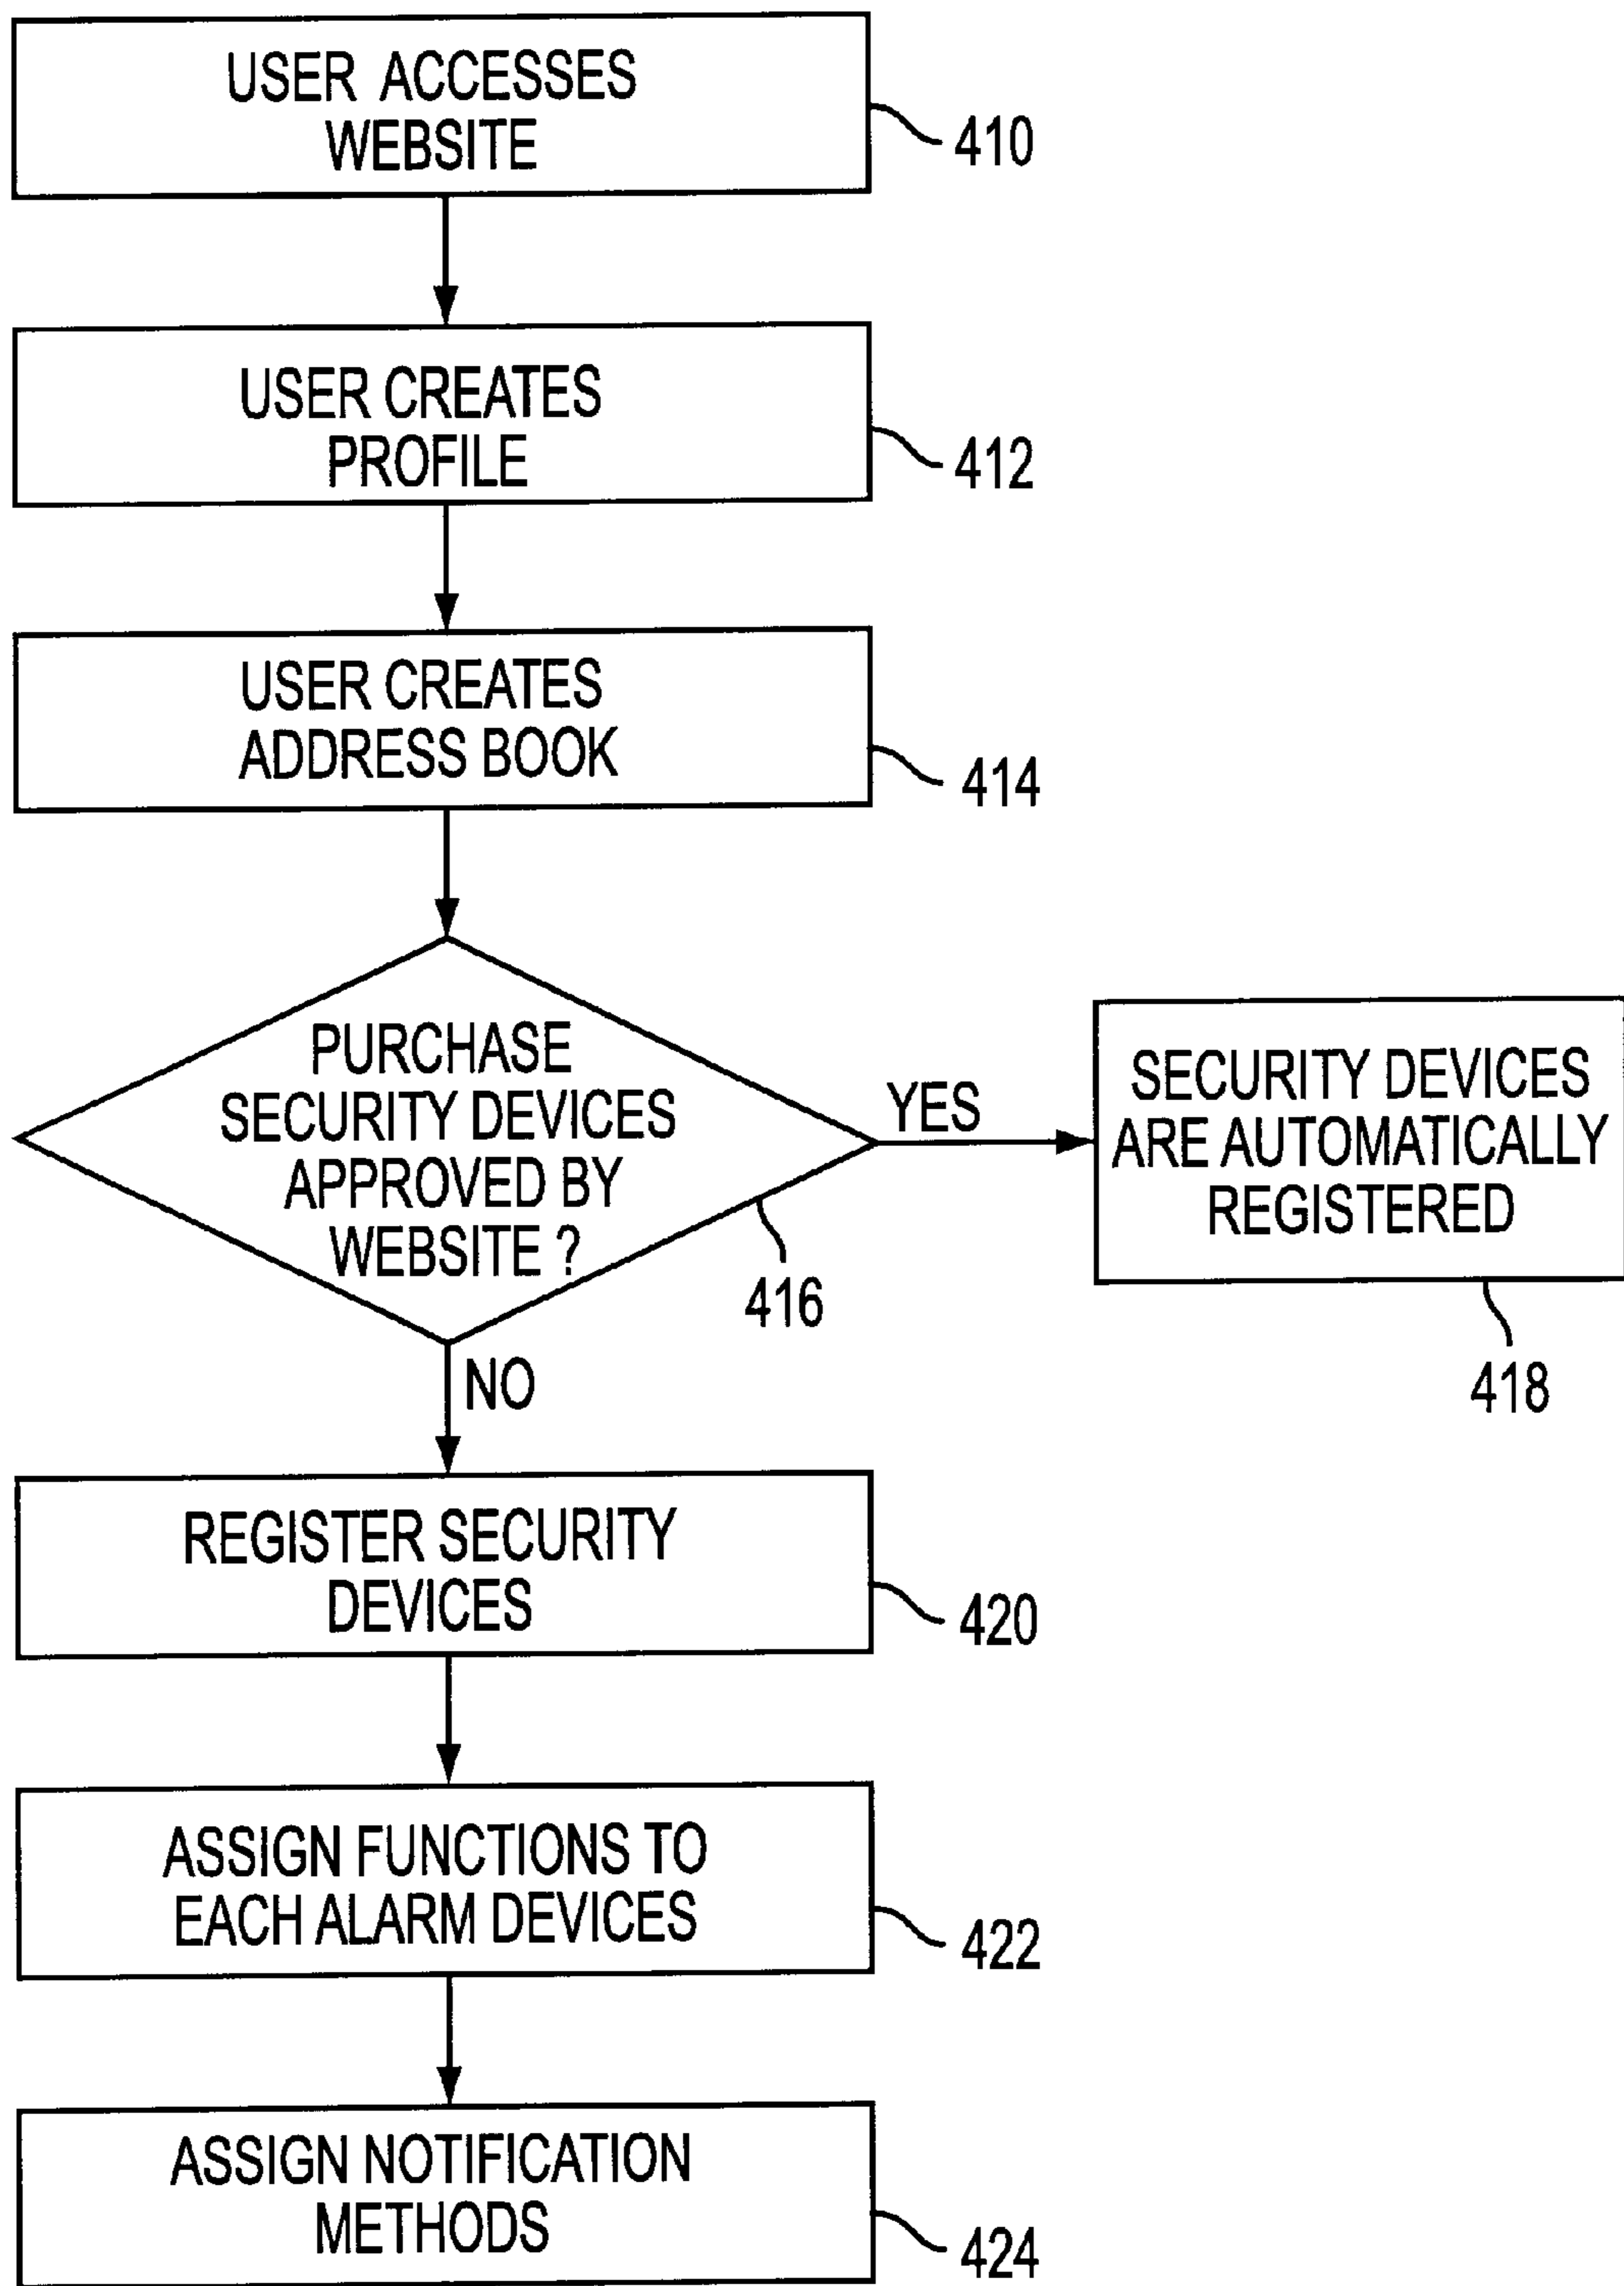 USER ACCESSES
WEBSITE
410
USER CREATES
PROFILE
412
USER CREATES
ADDRESS BOOK
414
PURCHASE
SECURITY DEVICES
APPROVED BY
WEBSITE ?
416
YES
SECURITY DEVICES
ARE AUTOMATICALLY
REGISTERED
418
NO
REGISTER SECURITY
DEVICES
420
ASSIGN FUNCTIONS TO
EACH ALARM DEVICES
422
ASSIGN NOTIFICATION
METHODS
424